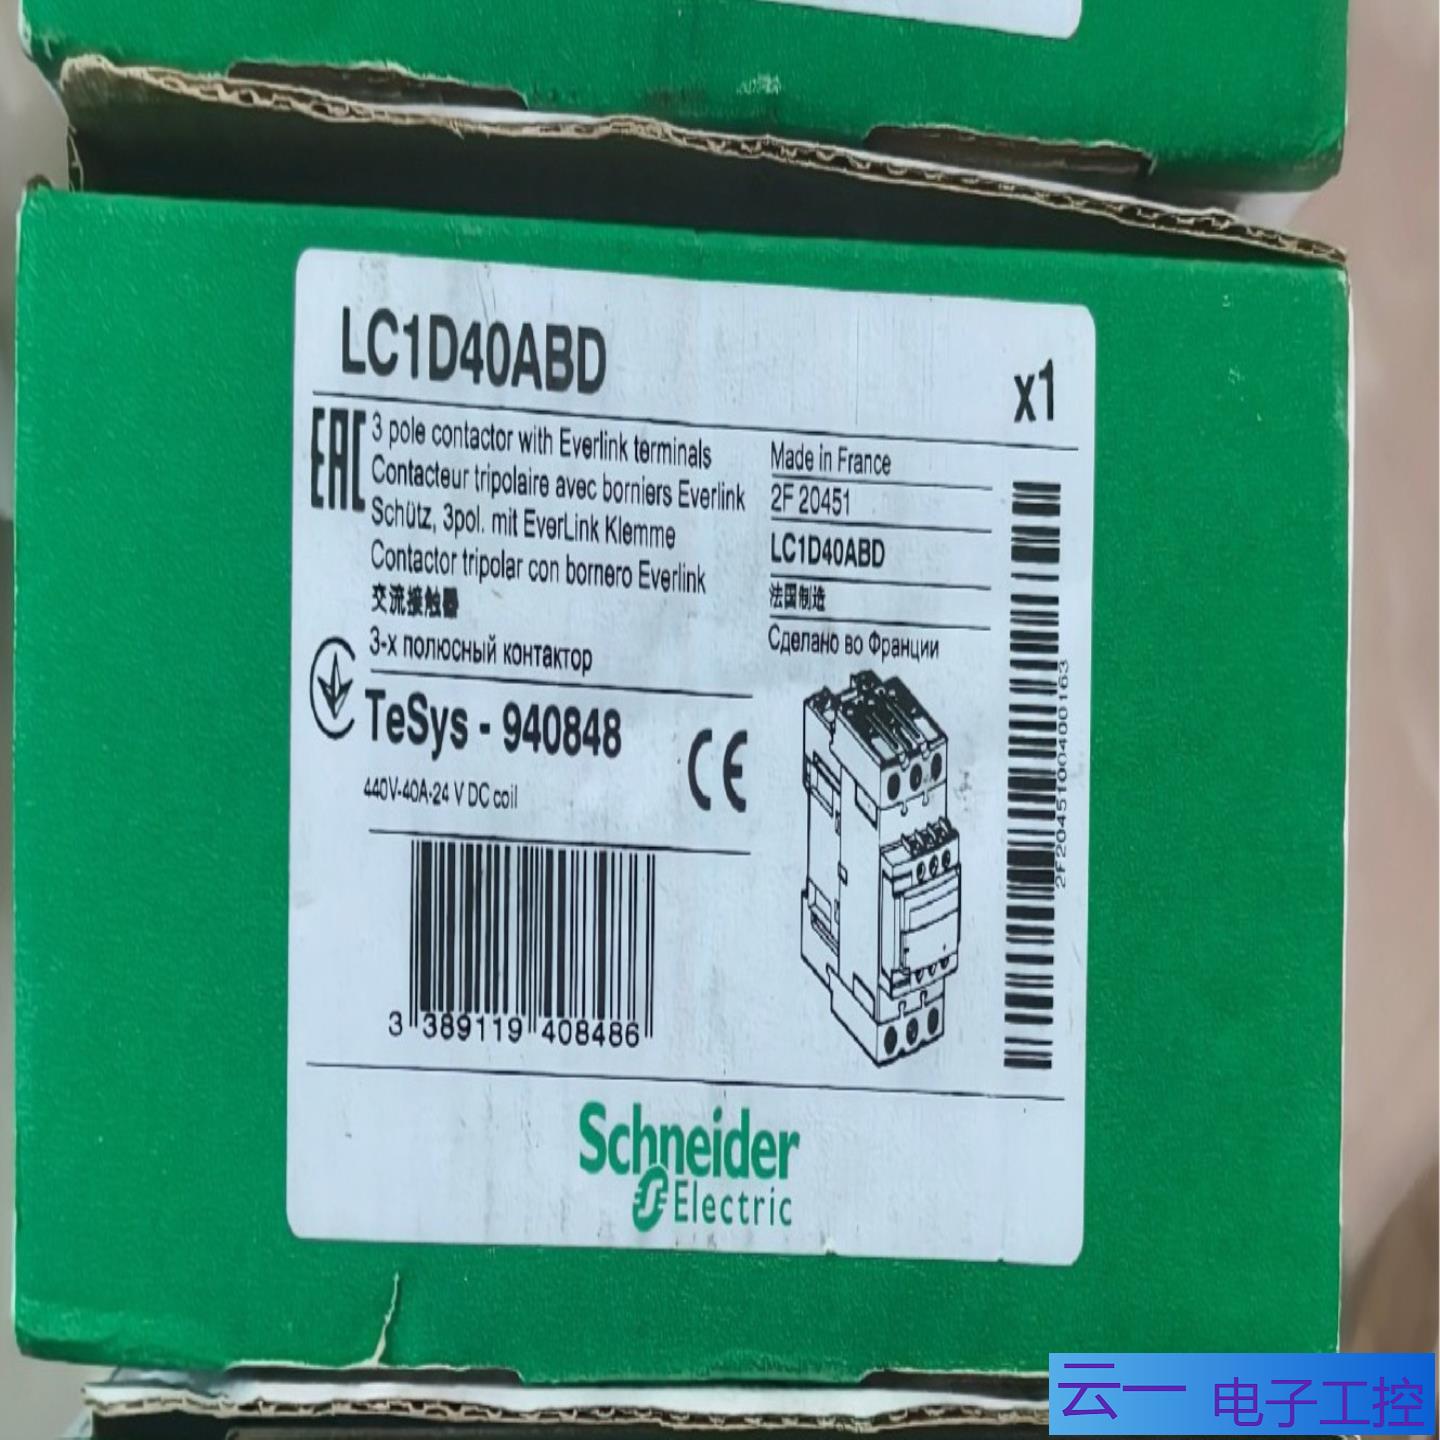 LC1D40ABD
x1
EAC
3 pole contactor with Everlink terminals
Contacteur tripolaire avec borniers Everlink
Schütz, 3pol. mit EverLink Klemme
Contactor tripolar con bornero Everlink
交流接触器
3-х полюсный контактор
TeSys - 940848
440V-40A-24 V DC coil
CE
Made in France
2F 20451
LC1D40ABD
法国制造
Сделано во Франции
2F204510040016З
3 389119 408486
Schneider
Electric
云一 电子工控